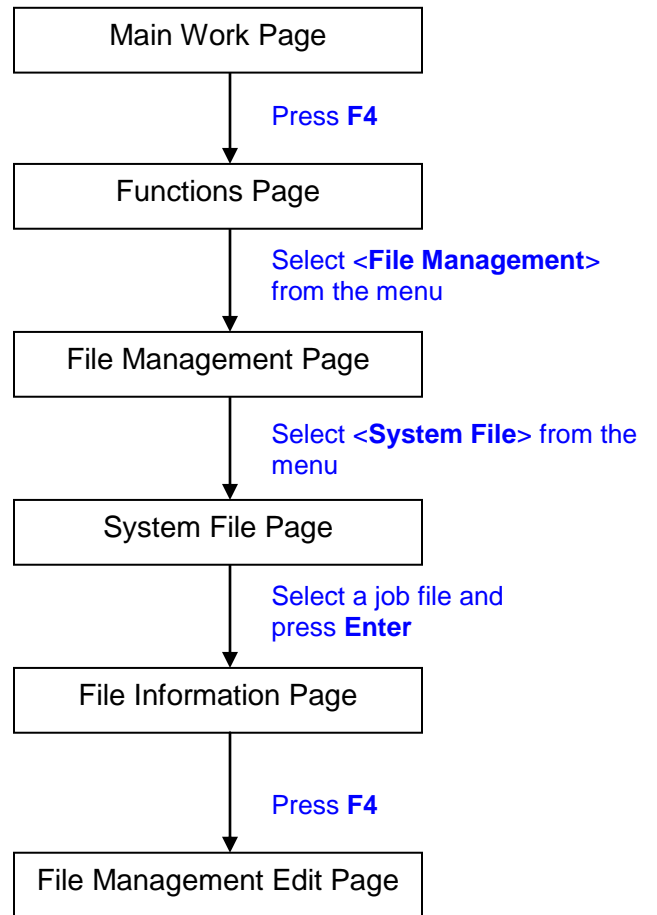 Main Work Page
Press F4
Functions Page
Select <File Management>
from the menu
File Management Page
Select <System File> from the
menu
System File Page
Select a job file and
press Enter
File Information Page
Press F4
File Management Edit Page